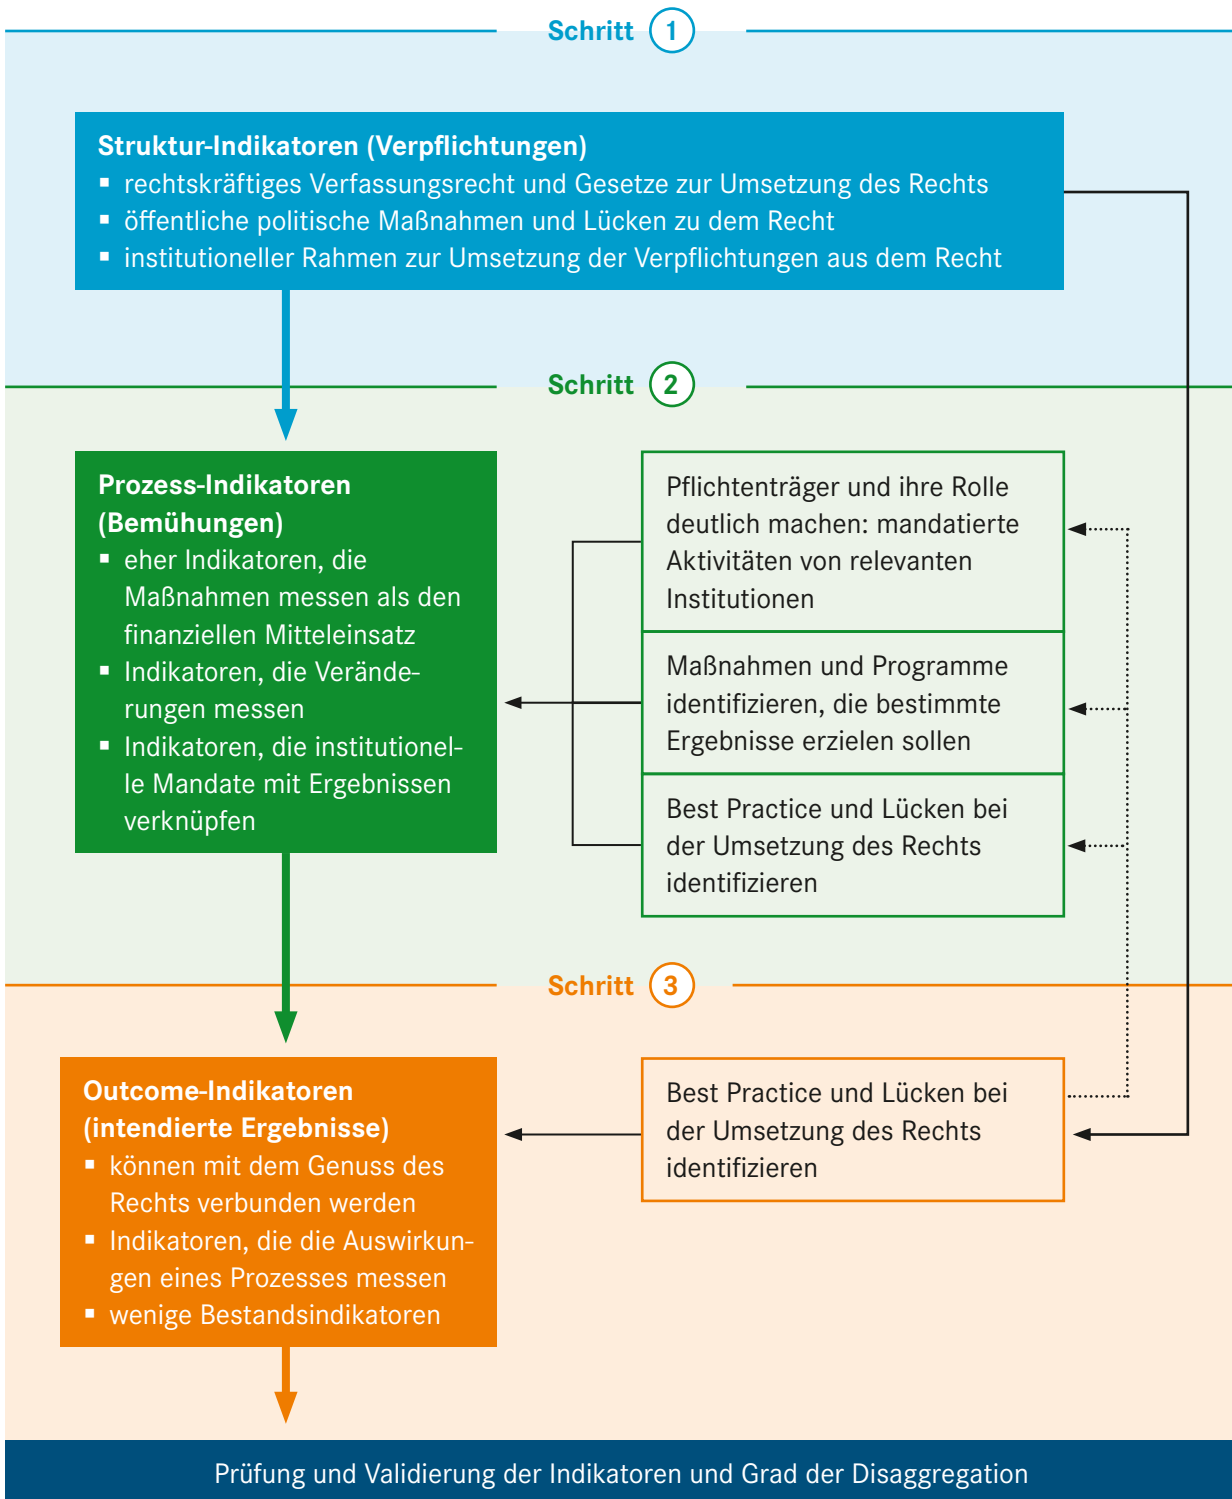 Schritt 1
Struktur-Indikatoren (Verpflichtungen)
▪ rechtskräftiges Verfassungsrecht und Gesetze zur Umsetzung des Rechts
▪ öffentliche politische Maßnahmen und Lücken zu dem Recht
▪ institutioneller Rahmen zur Umsetzung der Verpflichtungen aus dem Recht
Schritt 2
Prozess-Indikatoren
(Bemühungen)
▪ eher Indikatoren, die
Maßnahmen messen als den
finanziellen Mitteleinsatz
▪ Indikatoren, die Verände-
rungen messen
▪ Indikatoren, die institutionel-
le Mandate mit Ergebnissen
verknüpfen
Pflichtenträger und ihre Rolle
deutlich machen: mandatierte
Aktivitäten von relevanten
Institutionen
Maßnahmen und Programme
identifizieren, die bestimmte
Ergebnisse erzielen sollen
Best Practice und Lücken bei
der Umsetzung des Rechts
identifizieren
Schritt 3
Outcome-Indikatoren
(intendierte Ergebnisse)
▪ können mit dem Genuss des
Rechts verbunden werden
▪ Indikatoren, die die Auswirkun-
gen eines Prozesses messen
▪ wenige Bestandsindikatoren
Best Practice und Lücken bei
der Umsetzung des Rechts
identifizieren
Prüfung und Validierung der Indikatoren und Grad der Disaggregation